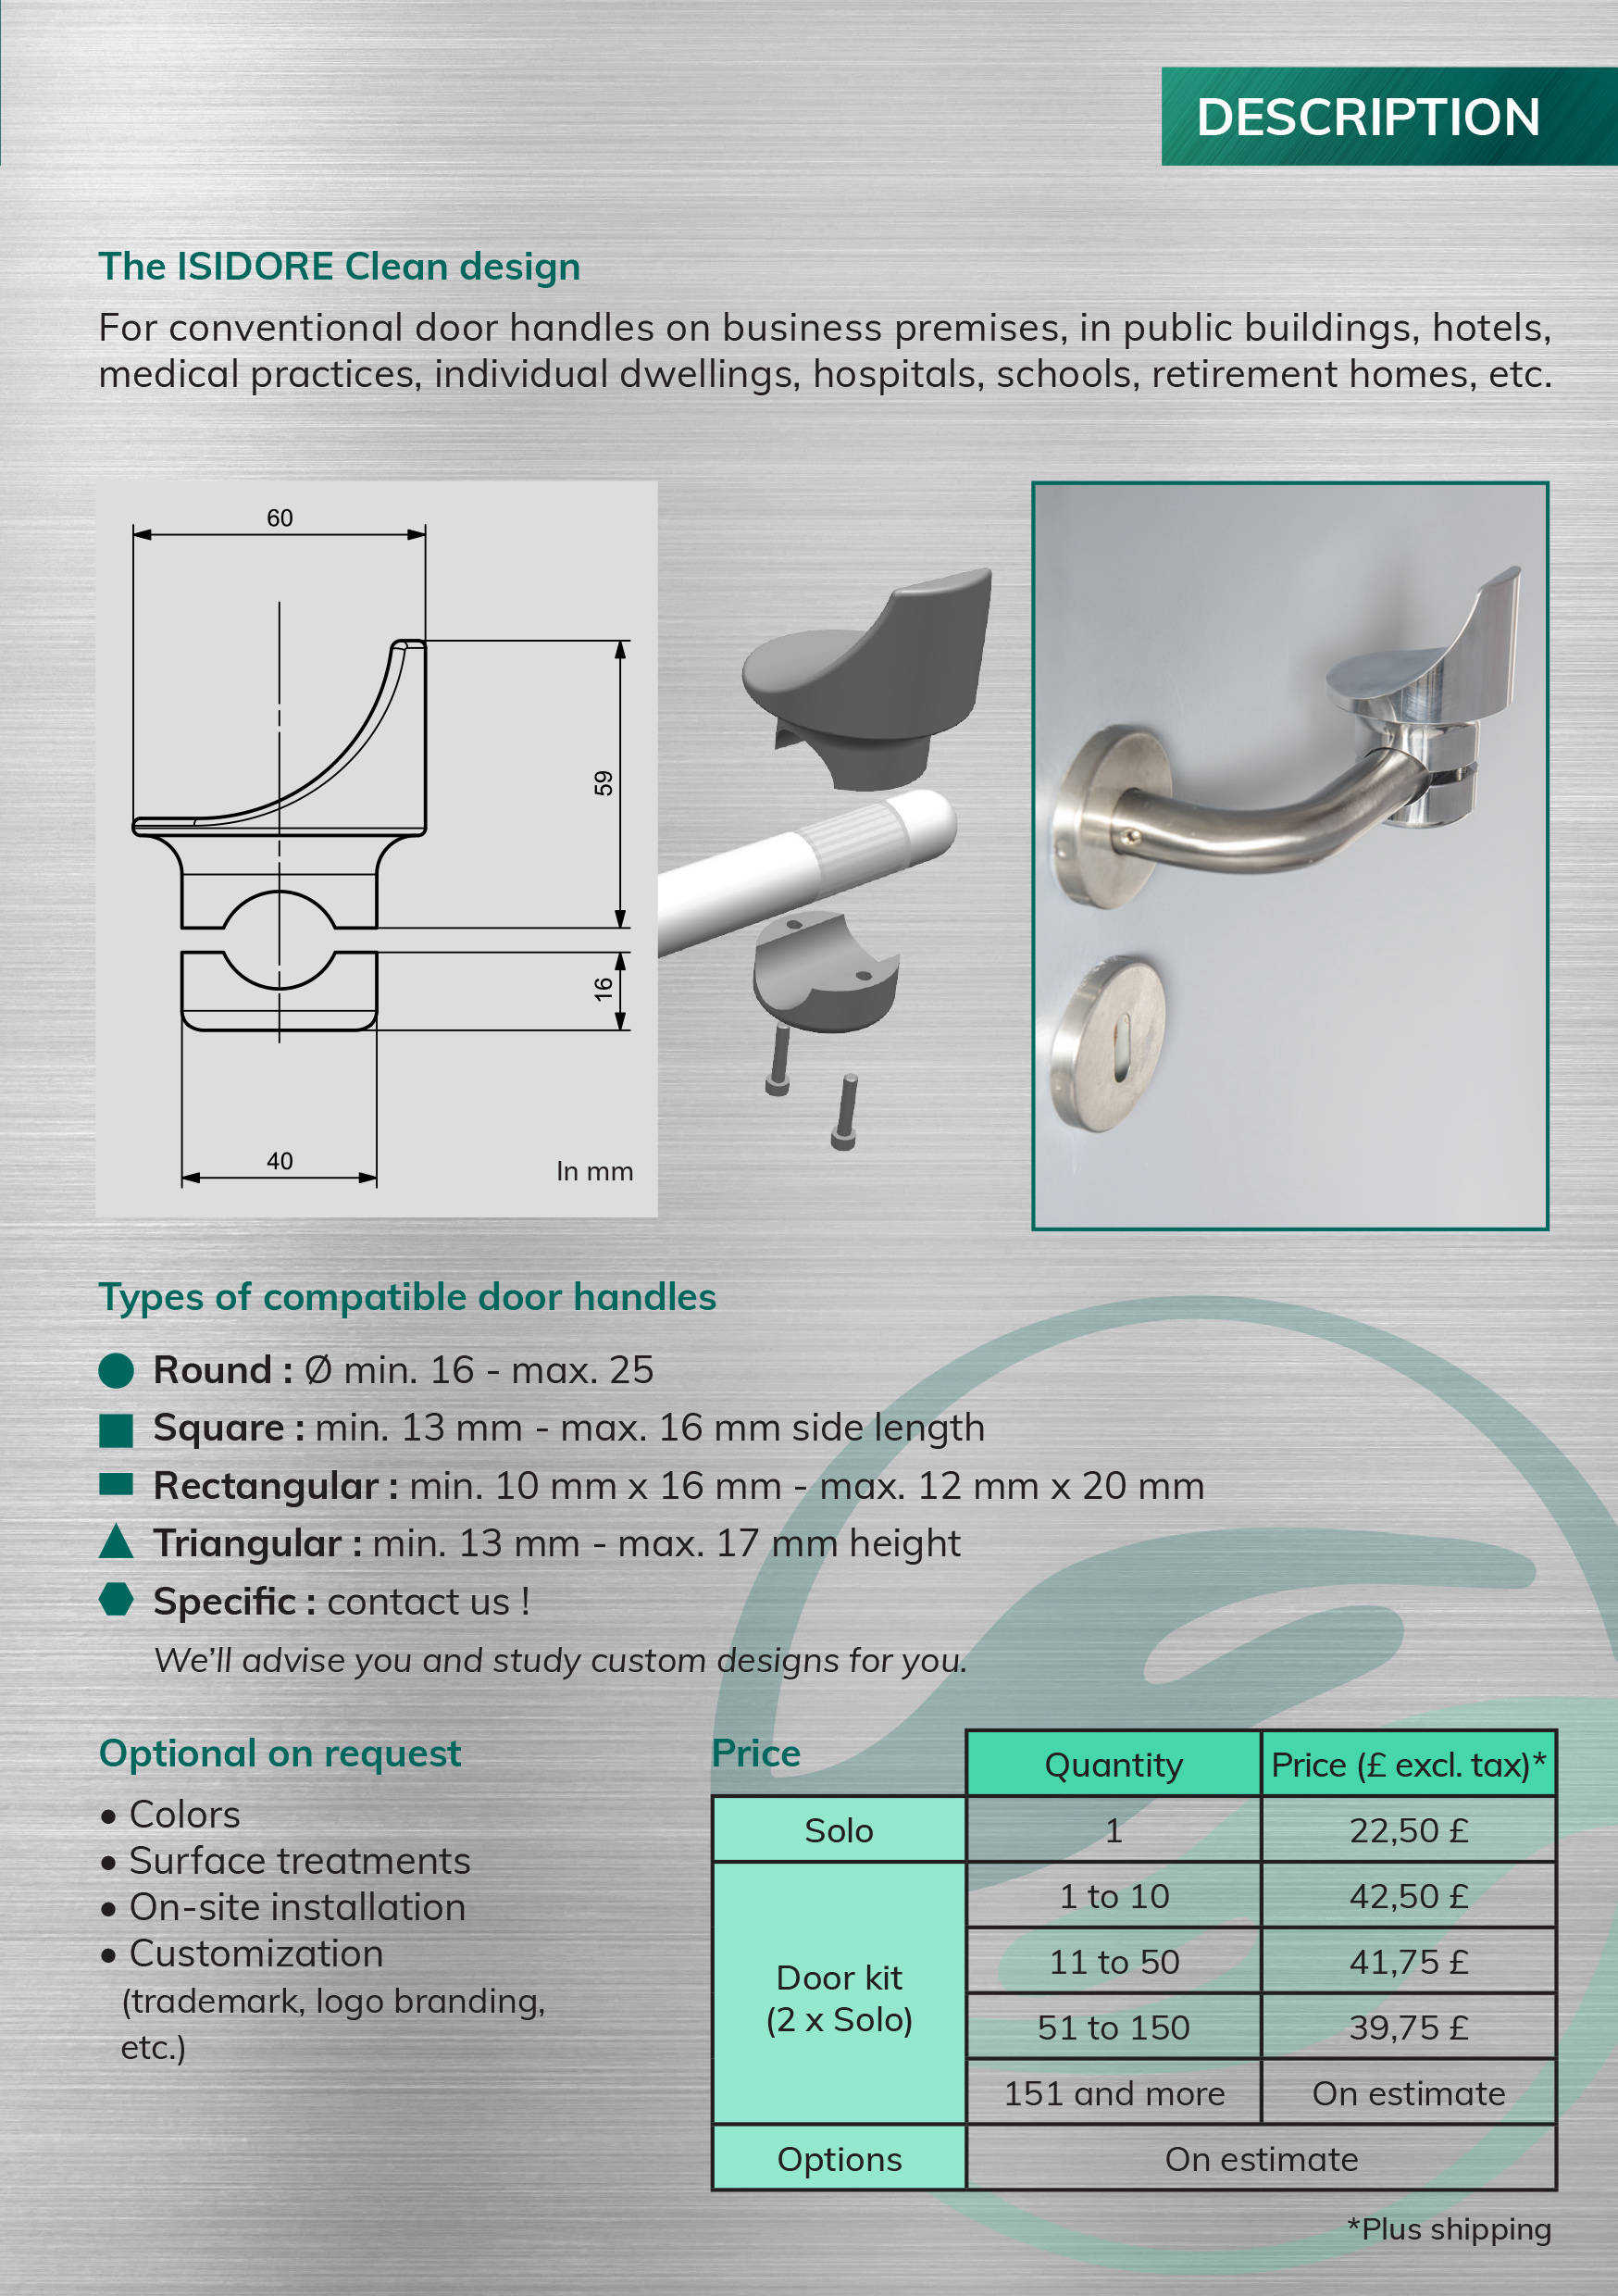 DESCRIPTION
The ISIDORE Clean design
For conventional door handles on business premises, in public buildings, hotels,
medical practices, individual dwellings, hospitals, schools, retirement homes, etc.
60
59
16
40
In mm
Types of compatible door handles
Round : Ø min. 16 - max. 25
Square : min. 13 mm - max. 16 mm side length
Rectangular : min. 10 mm x 16 mm - max. 12 mm x 20 mm
Triangular : min. 13 mm - max. 17 mm height
Specific : contact us !
We’ll advise you and study custom designs for you.
Optional on request
• Colors
• Surface treatments
• On-site installation
• Customization
(trademark, logo branding,
etc.)
Price
Quantity Price (£ excl. tax)*
Solo 1 22,50 £
Door kit
(2 x Solo)
1 to 10 42,50 £
11 to 50 41,75 £
51 to 150 39,75 £
151 and more On estimate
Options On estimate
*Plus shipping